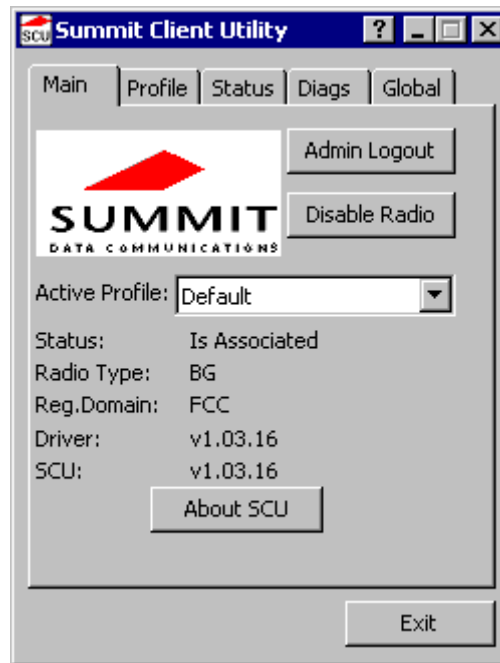 SCU Summit Client Utility ?
Main Profile Status Diags Global
Admin Logout
SUMMIT
DATA COMMUNICATIONS
Disable Radio
Active Profile: Default
Status: Is Associated
Radio Type: BG
Reg.Domain: FCC
Driver: v1.03.16
SCU: v1.03.16
About SCU
Exit